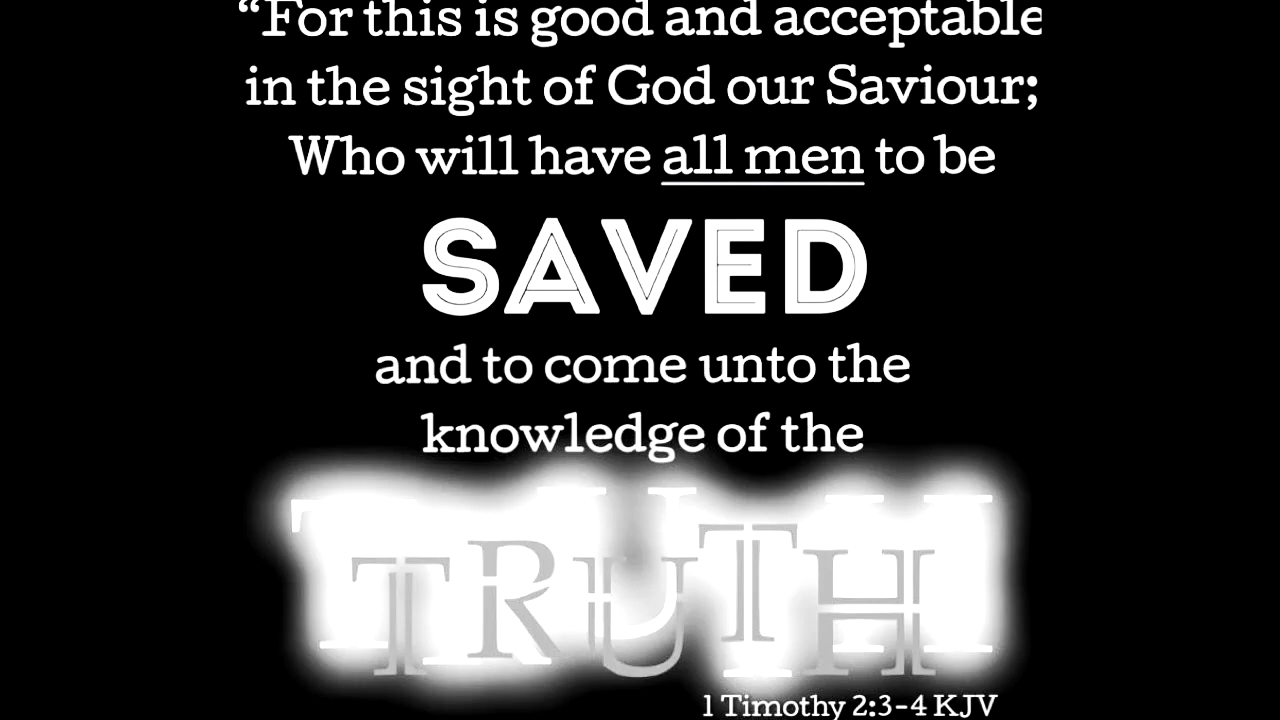 “For this is good and acceptable
in the sight of God our Saviour;
Who will have all men to be
SAVED
and to come unto the
knowledge of the
TRUTH
1 Timothy 2:3-4 KJV